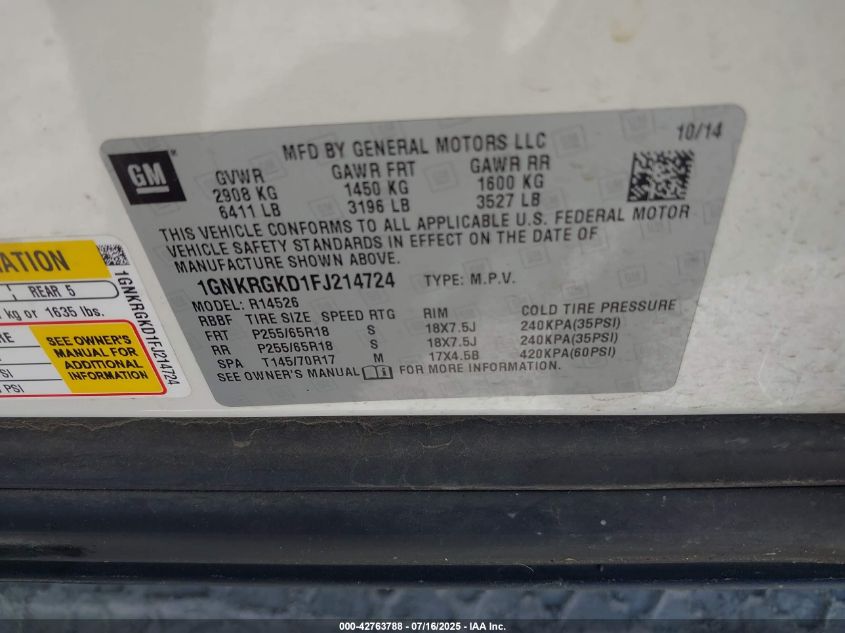 MFD BY GENERAL MOTORS LLC 10/14
GM
GVWR GAWR FRT GAWR RR
2908 KG 1450 KG 1600 KG
6411 LB 3196 LB 3527 LB
THIS VEHICLE CONFORMS TO ALL APPLICABLE U.S. FEDERAL MOTOR
VEHICLE SAFETY STANDARDS IN EFFECT ON THE DATE OF
MANUFACTURE SHOWN ABOVE.
1GNKRGKD1FJ214724 TYPE: M.P.V.
MODEL: R14526
RBBF TIRE SIZE SPEED RTG RIM COLD TIRE PRESSURE
FRT P255/65R18 S 18X7.5J 240KPA(35PSI)
RR P255/65R18 S 18X7.5J 240KPA(35PSI)
SPA T145/70R17 M 17X4.5B 420KPA(60PSI)
SEE OWNER'S MANUAL FOR MORE INFORMATION.
REAR 5
kg or 1635 lbs.
SEE OWNER'S
MANUAL FOR
ADDITIONAL
INFORMATION
1GNKRGKD1FJ214724
000-42763788 - 07/16/2025 - IAA Inc.